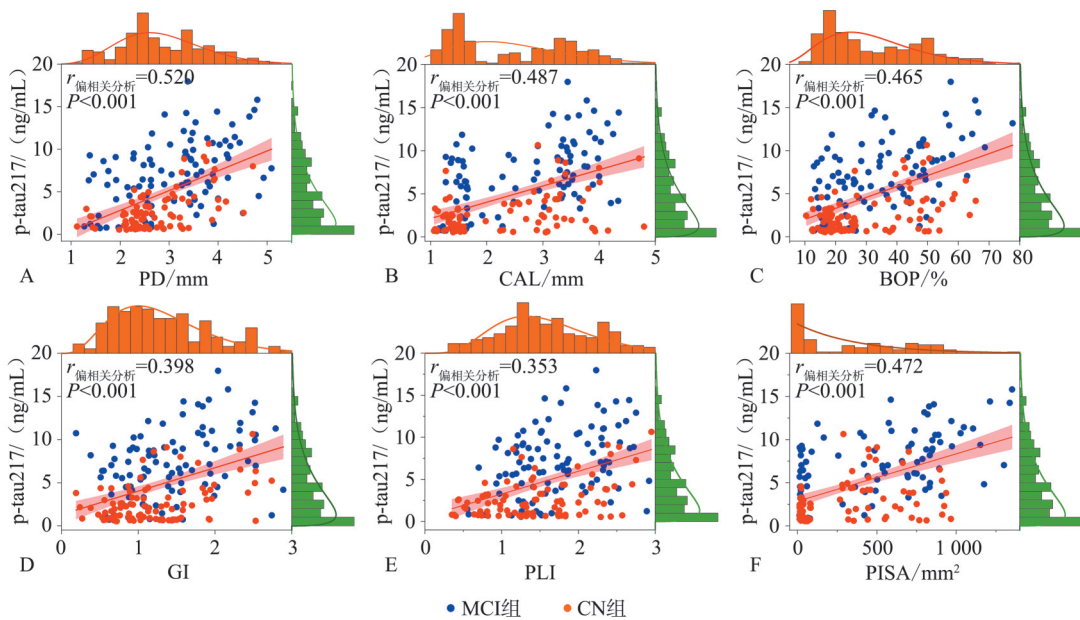 r偏相关分析=0.520
P<0.001
20
15
10
5
0
p-tau217/（ng/mL）
1 2 3 4 5
A PD/mm
r偏相关分析=0.487
P<0.001
20
15
10
5
0
p-tau217/（ng/mL）
1 2 3 4 5
B CAL/mm
r偏相关分析=0.465
P<0.001
20
15
10
5
0
p-tau217/（ng/mL）
10 20 30 40 50 60 70 80
C BOP/%
r偏相关分析=0.398
P<0.001
20
15
10
5
0
p-tau217/（ng/mL）
0 1 2 3
D GI
r偏相关分析=0.353
P<0.001
20
15
10
5
0
p-tau217/（ng/mL）
0 1 2 3
E PLI
r偏相关分析=0.472
P<0.001
20
15
10
5
0
p-tau217/（ng/mL）
0 500 1 000
F PISA/mm²
MCI组 CN组